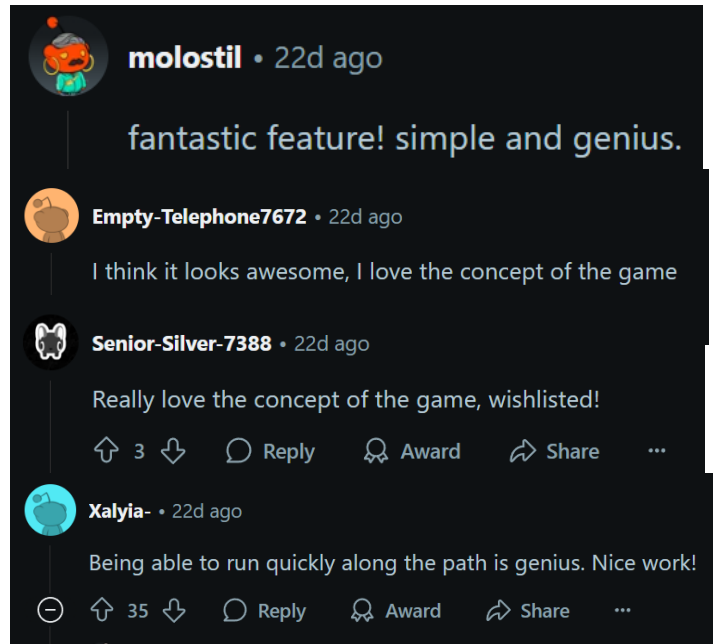 molostil • 22d ago
fantastic feature! simple and genius.
Empty-Telephone7672 • 22d ago
I think it looks awesome, I love the concept of the game
Senior-Silver-7388 • 22d ago
Really love the concept of the game, wishlisted!
3 Reply Award Share ...
Xalyia- • 22d ago
Being able to run quickly along the path is genius. Nice work!
35 Reply Award Share ...